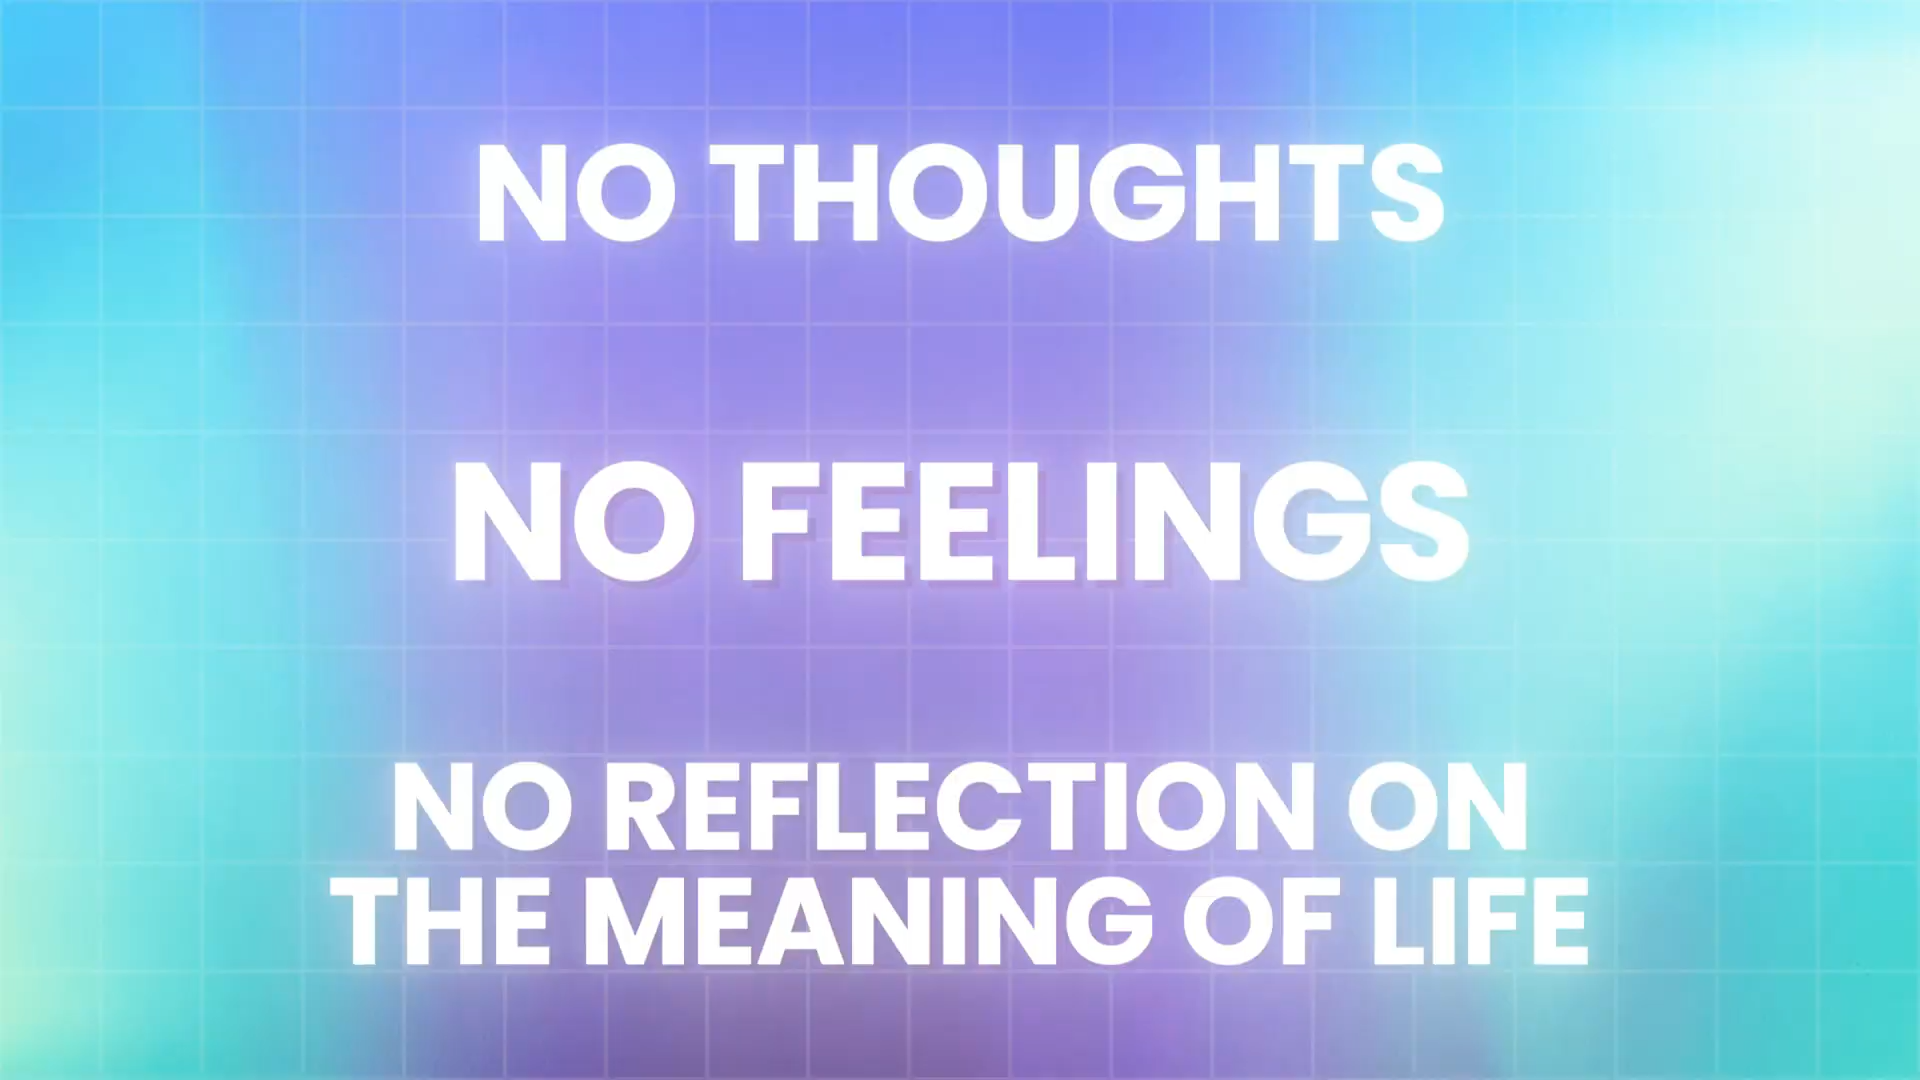 NO THOUGHTS
NO FEELINGS
NO REFLECTION ON
THE MEANING OF LIFE